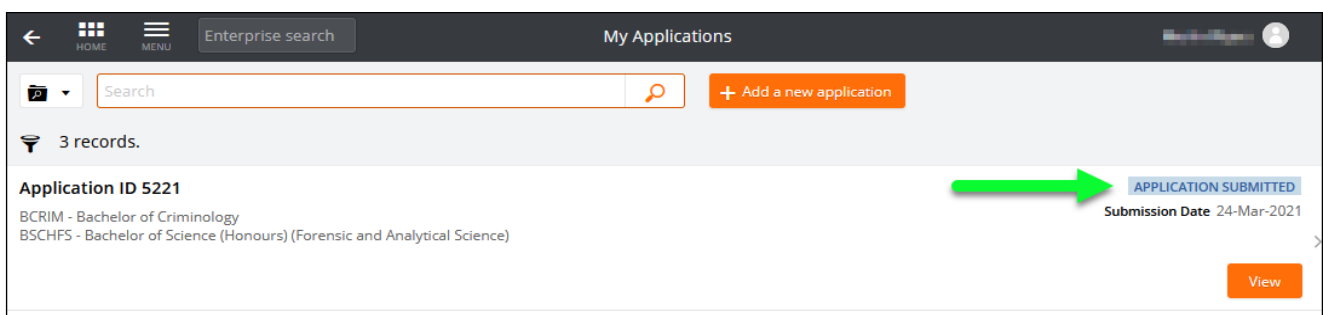 HOME
MENU
Enterprise search
My Applications
Search
+ Add a new application
3 records.
Application ID 5221
APPLICATION SUBMITTED
BCRIM - Bachelor of Criminology
Submission Date 24-Mar-2021
BSCHFS - Bachelor of Science (Honours) (Forensic and Analytical Science)
View